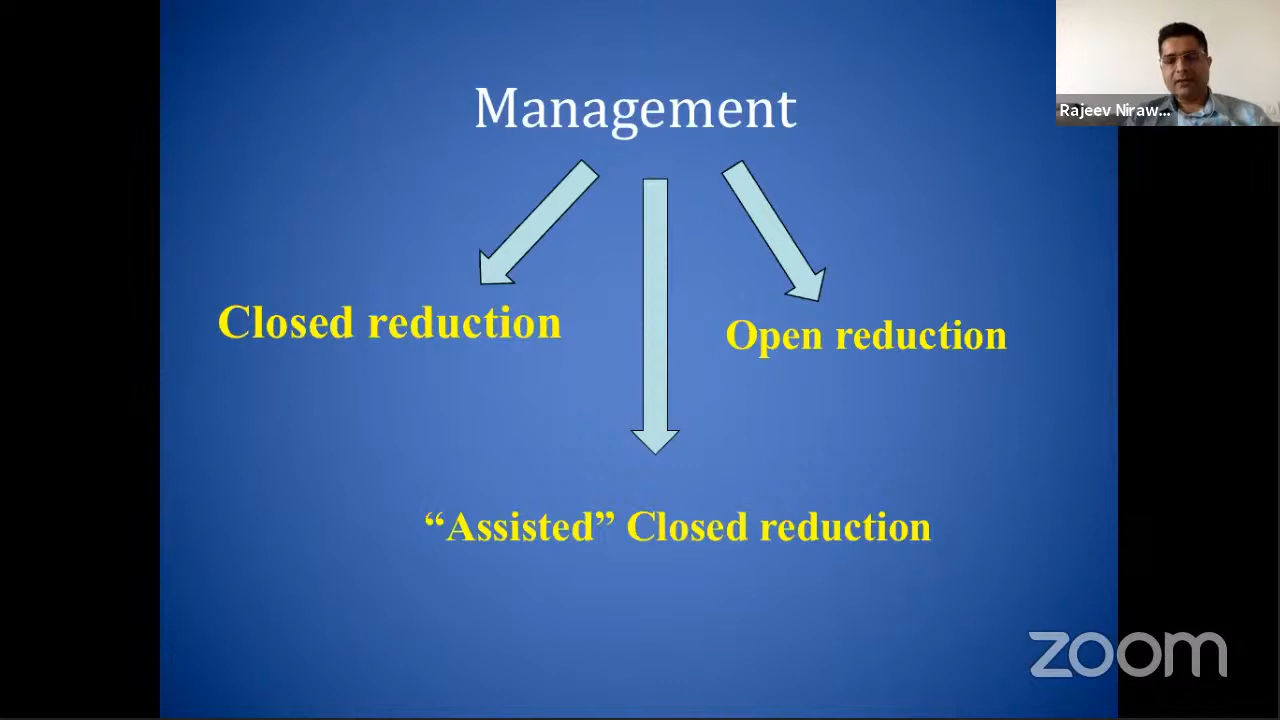 Management
Rajeev Niraw...
Closed reduction
Open reduction
“Assisted” Closed reduction
zoom